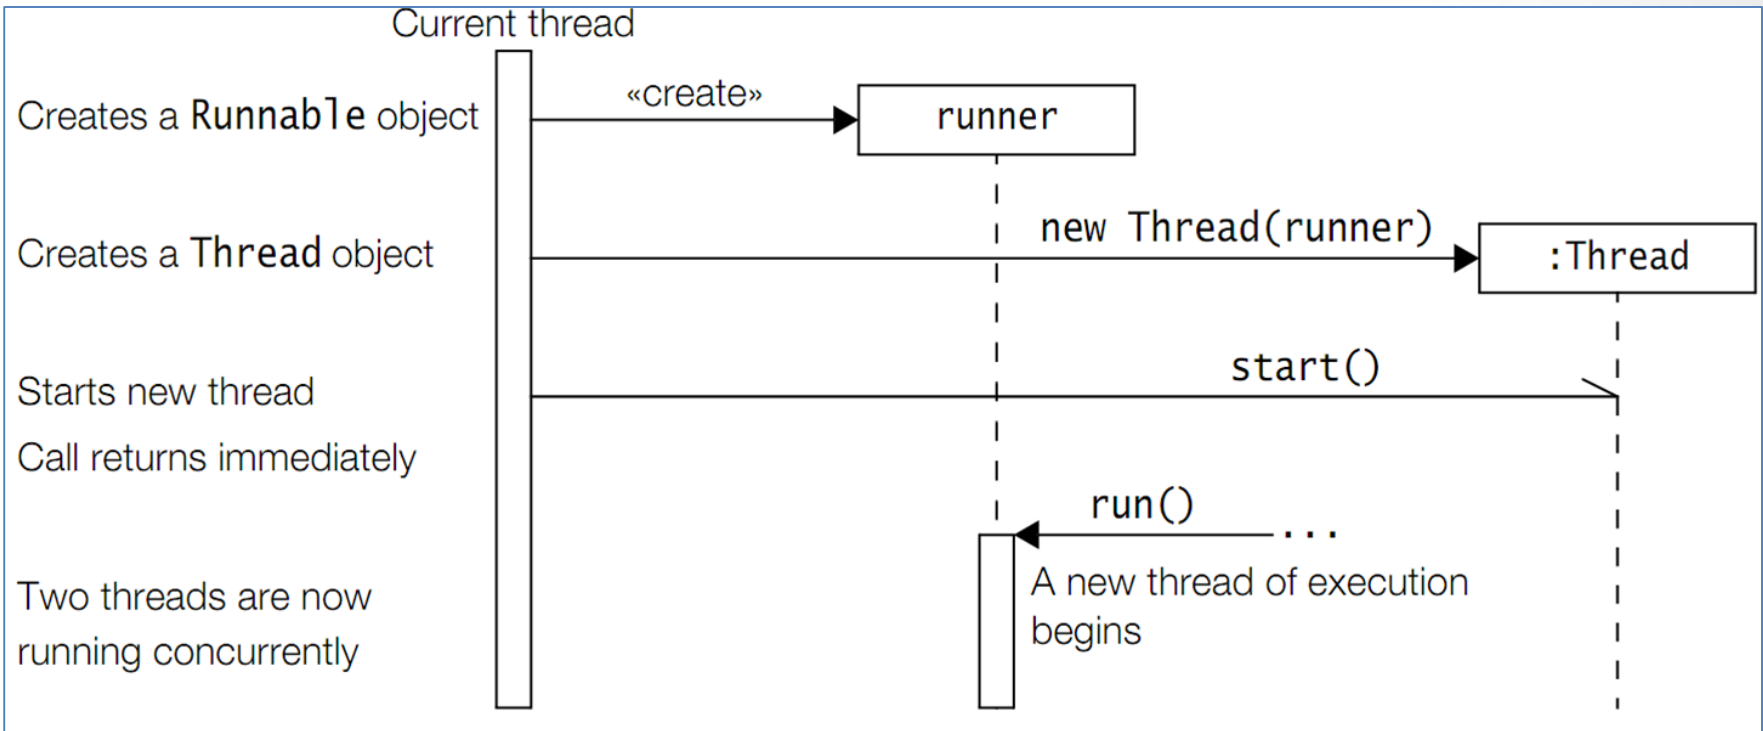 Current thread
Creates a Runnable object
«create»
runner
Creates a Thread object
new Thread(runner)
:Thread
Starts new thread
start()
Call returns immediately
run()
...
Two threads are now
running concurrently
A new thread of execution
begins